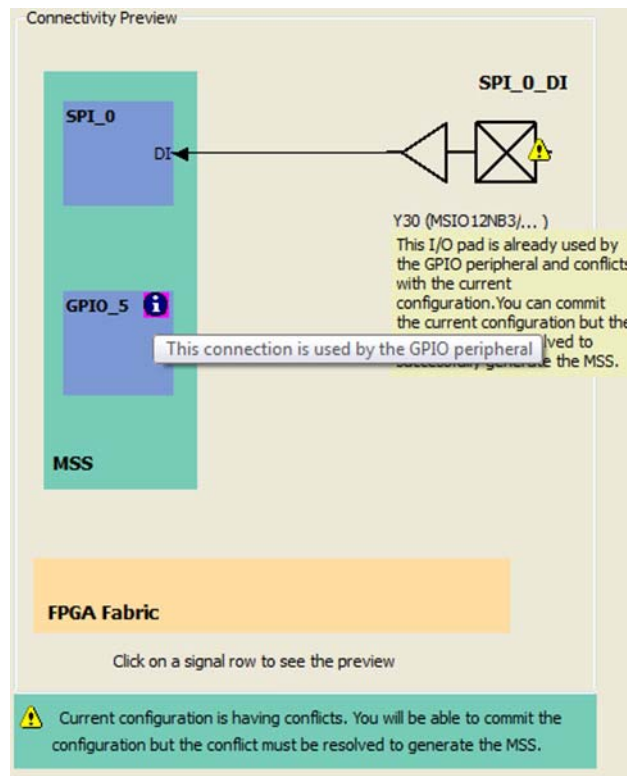 Connectivity Preview
SPI_0_DI
SPI_0
DI
Y30 (MSIO12NB3/... )
This I/O pad is already used by
the GPIO peripheral and conflicts
with the current
configuration.You can commit
the current configuration but the
lved to
the MSS.
GPIO_5
This connection is used by the GPIO peripheral
MSS
FPGA Fabric
Click on a signal row to see the preview
Current configuration is having conflicts. You will be able to commit the
configuration but the conflict must be resolved to generate the MSS.